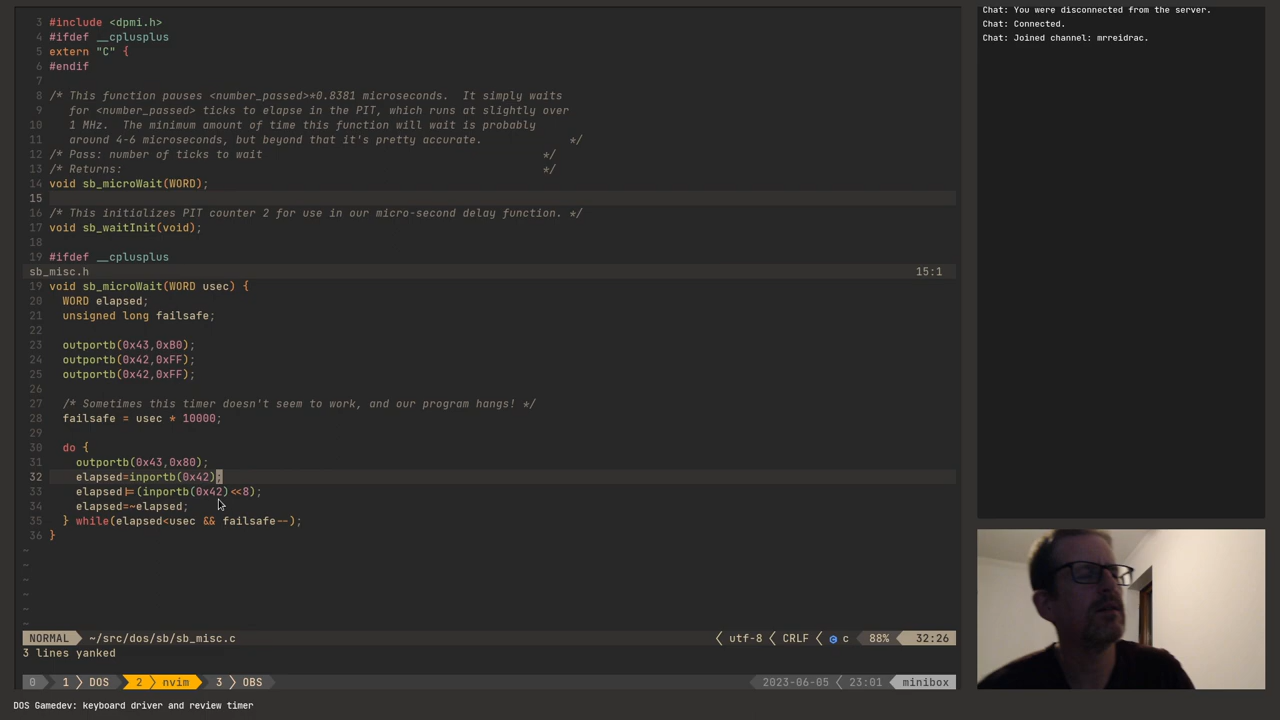 3 #include <dpmi.h>
4 #ifdef __cplusplus
5 extern "C" {
6 #endif
7
8 /* This function pauses <number_passed>*0.8381 microseconds.  It simply waits
9    for <number_passed> ticks to elapse in the PIT, which runs at slightly over
10    1 MHz.  The minimum amount of time this function will wait is probably
11    around 4-6 microseconds, but beyond that it's pretty accurate.              */
12 /* Pass: number of ticks to wait                                          */
13 /* Returns:                                                                */
14 void sb_microWait(WORD);
15
16 /* This initializes PIT counter 2 for use in our micro-second delay function. */
17 void sb_waitInit(void);
18
19 #ifdef __cplusplus
sb_misc.h 15:1
19 void sb_microWait(WORD usec) {
20   WORD elapsed;
21   unsigned long failsafe;
22
23   outportb(0x43,0xB0);
24   outportb(0x42,0xFF);
25   outportb(0x42,0xFF);
26
27   /* Sometimes this timer doesn't seem to work, and our program hangs! */
28   failsafe = usec * 10000;
29
30   do {
31     outportb(0x43,0x80);
32     elapsed=inportb(0x42);
33     elapsed|=(inportb(0x42)<<8);
34     elapsed=~elapsed;
35   } while(elapsed<usec && failsafe--);
36 }
~
~
~
~
~
~
NORMAL ~/src/dos/sb/sb_misc.c utf-8 CRLF c 88% 32:26
3 lines yanked
0 1 DOS 2 nvim 3 OBS 2023-06-05 23:01 minibox
DOS Gamedev: keyboard driver and review timer
Chat: You were disconnected from the server.
Chat: Connected.
Chat: Joined channel: mrreidrac.